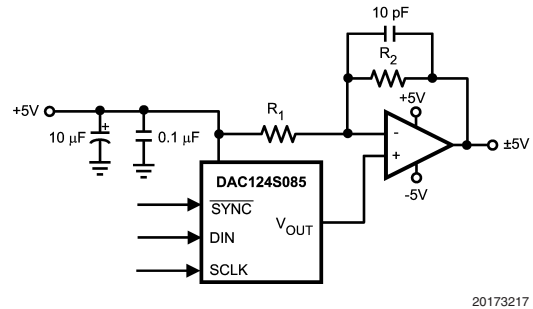 10 pF
R2
+5V
R1
+5V
10 µF
+
0.1 µF
-
+
±5V
-5V
DAC124S085
SYNC
VOUT
DIN
SCLK
20173217